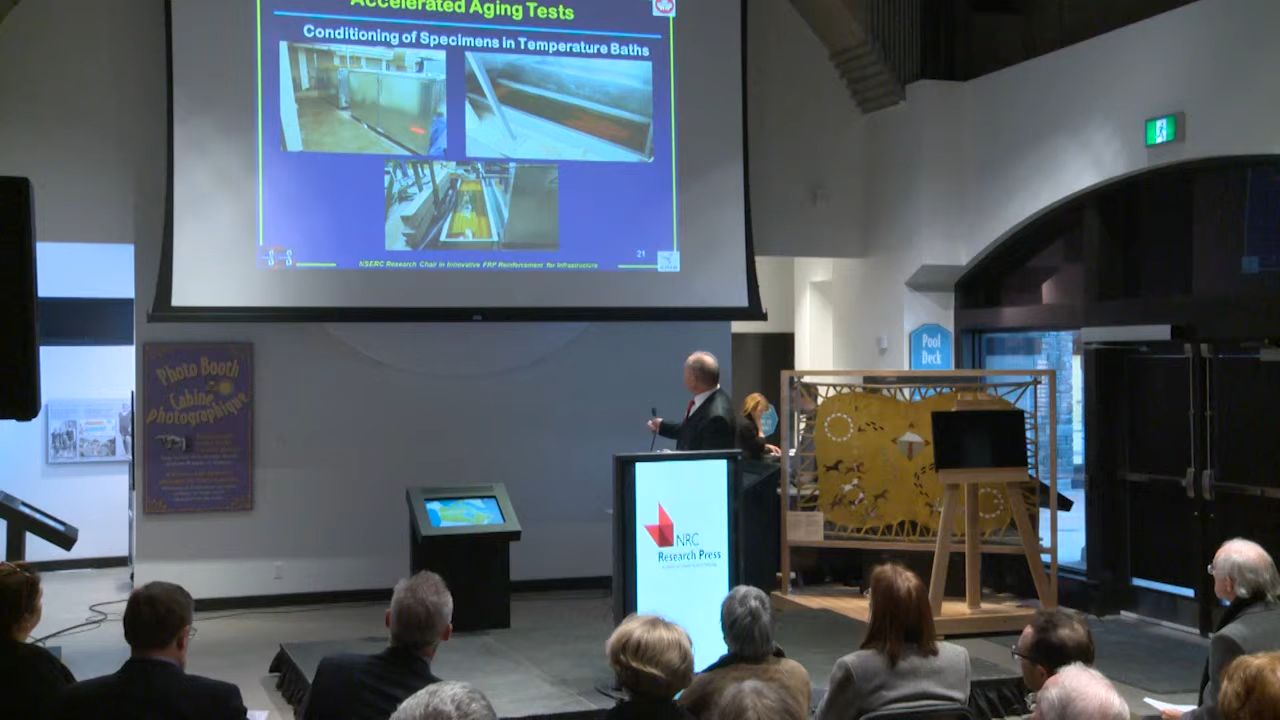 Accelerated Aging Tests
Conditioning of Specimens in Temperature Baths
NSERC Research Chair in Innovative FRP Reinforcement for Infrastructure
21
Photo Booth
Cabine
photographique
Pool
Deck
NRC
Research Press